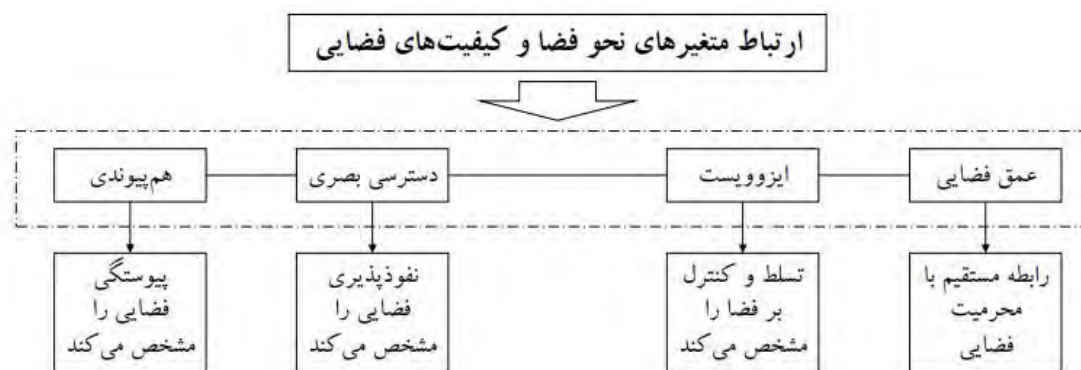 ارتباط متغیرهای نحو فضا و کیفیت‌های فضایی
عمق فضایی
ایزوویست
دسترسی بصری
هم‌پیوندی
رابطه مستقیم با
محرمیت
فضایی
تسلط و کنترل
بر فضا را
مشخص می‌کند
نفوذپذیری
فضایی را
مشخص می‌کند
پیوستگی
فضایی را
مشخص می‌کند